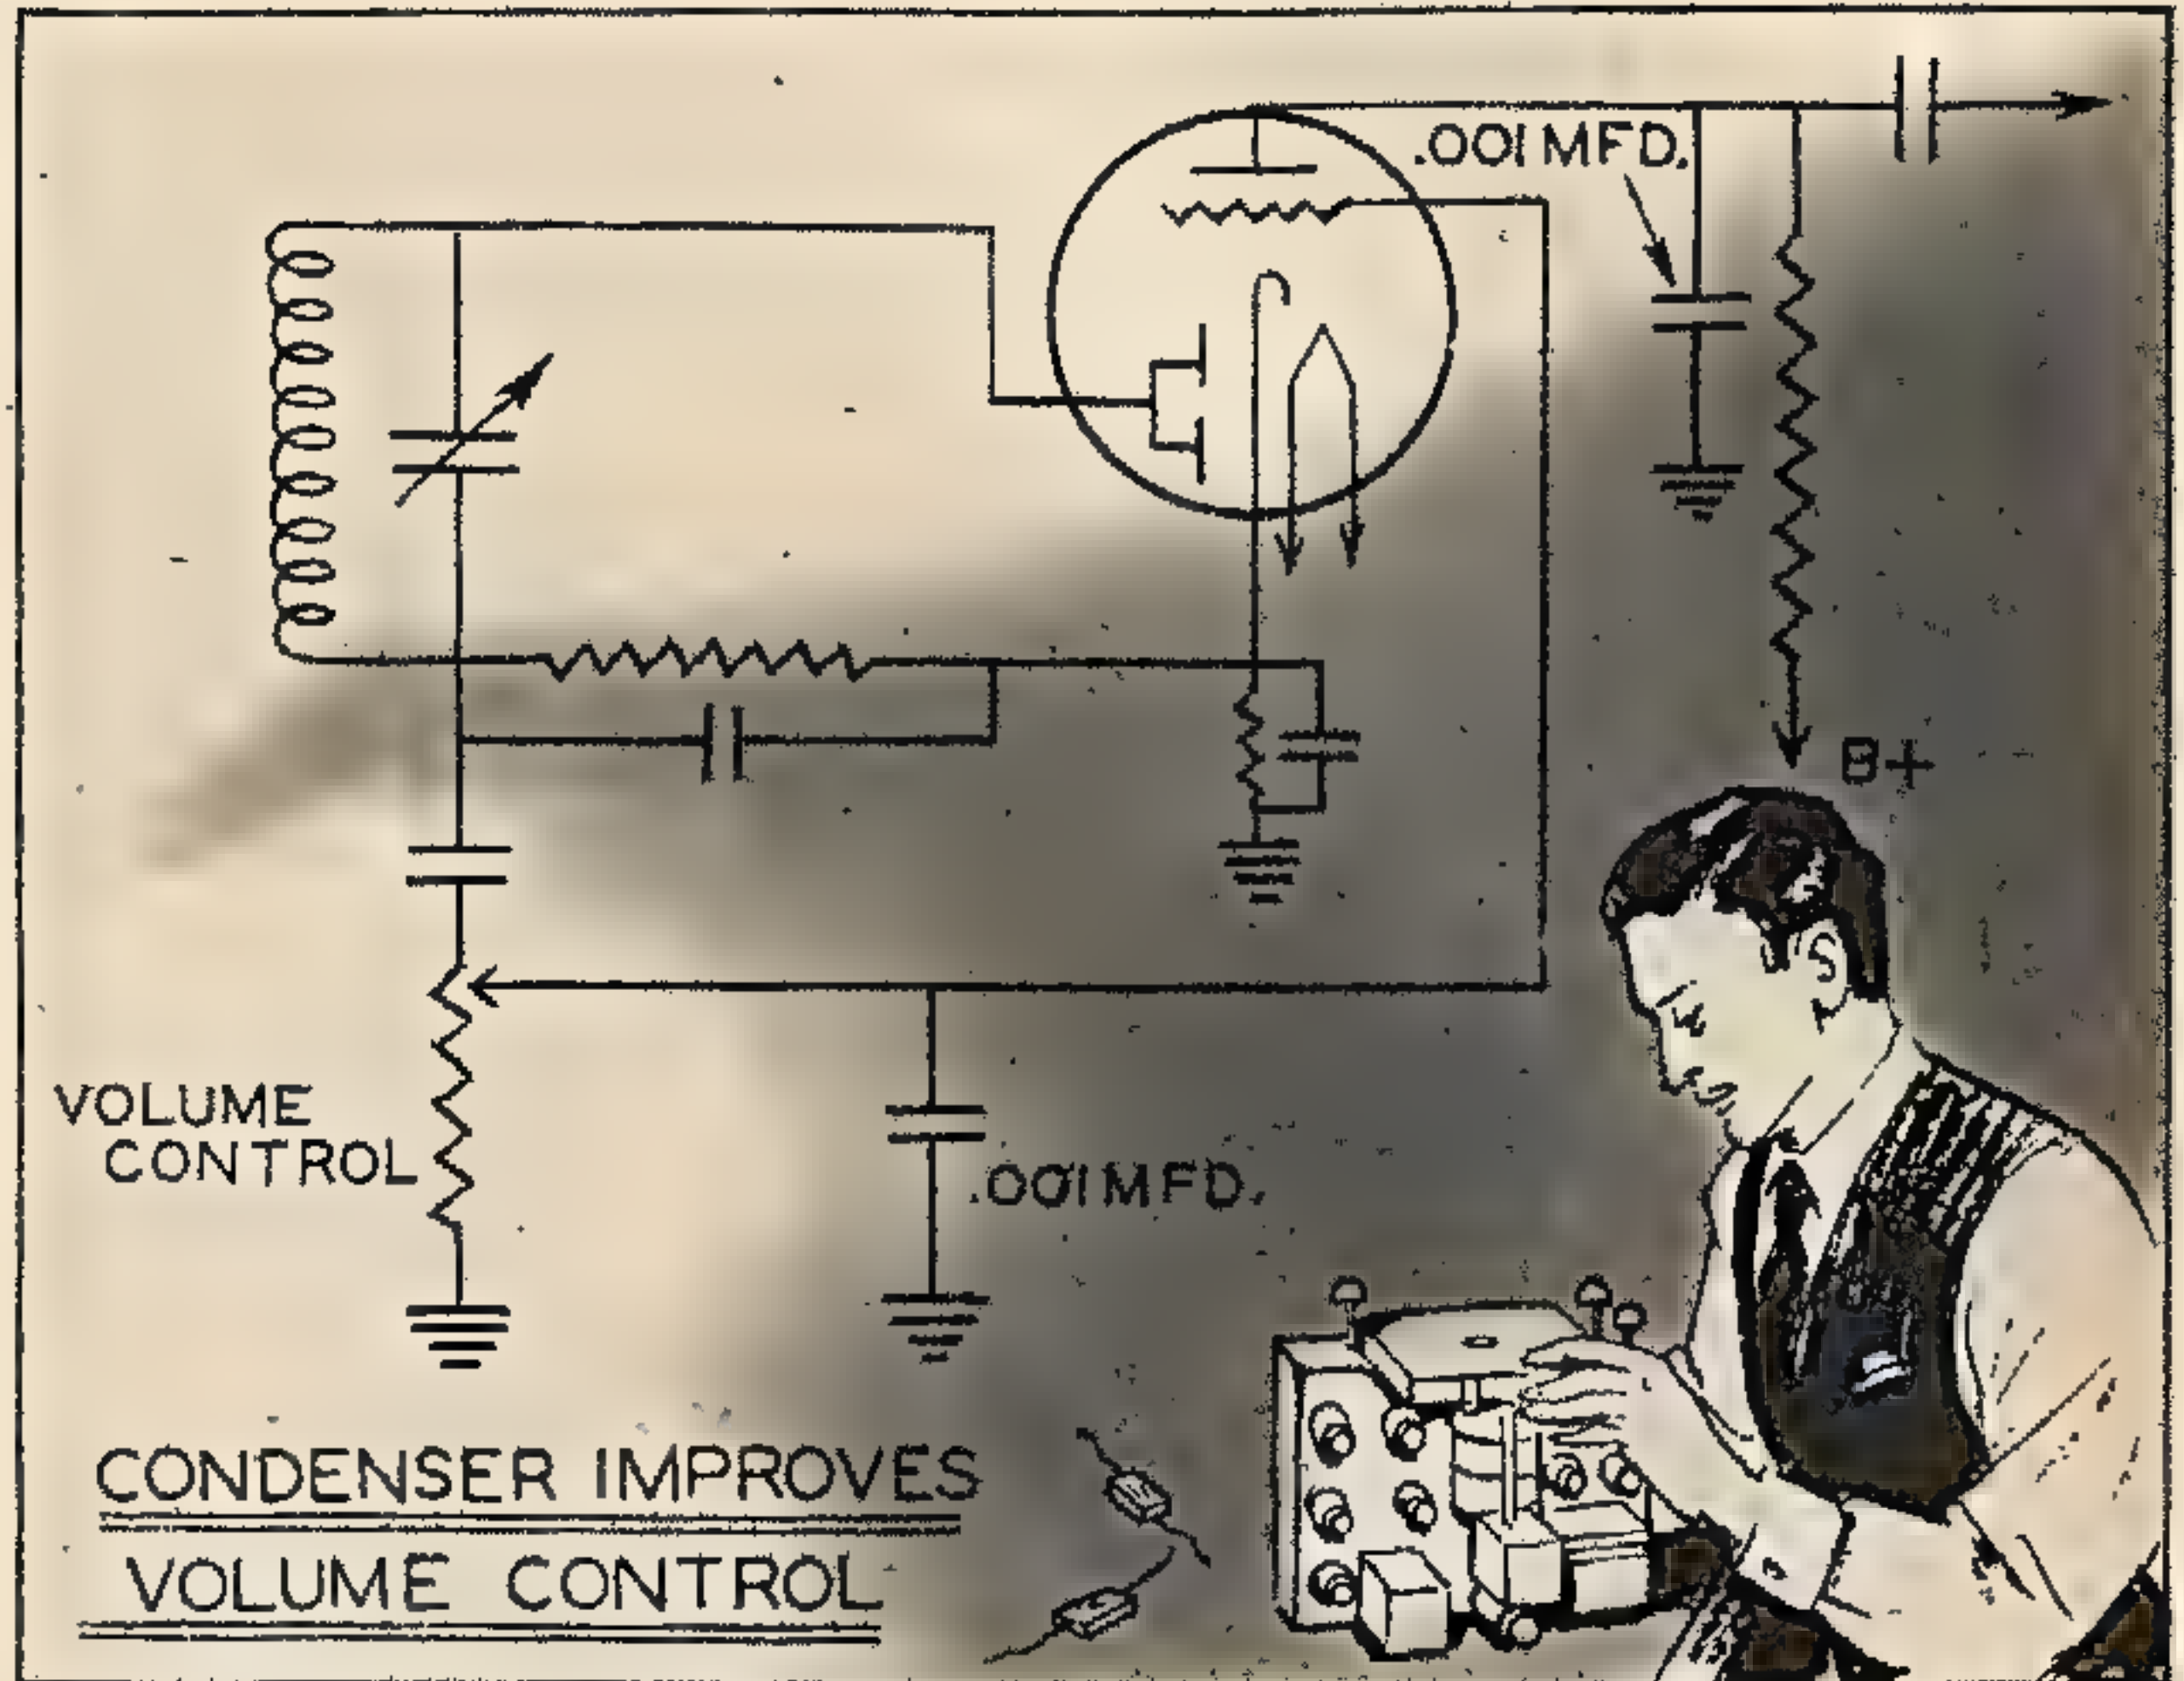 .001 MFD.
B+
VOLUME
CONTROL
.001 MFD.
CONDENSER IMPROVES
VOLUME CONTROL